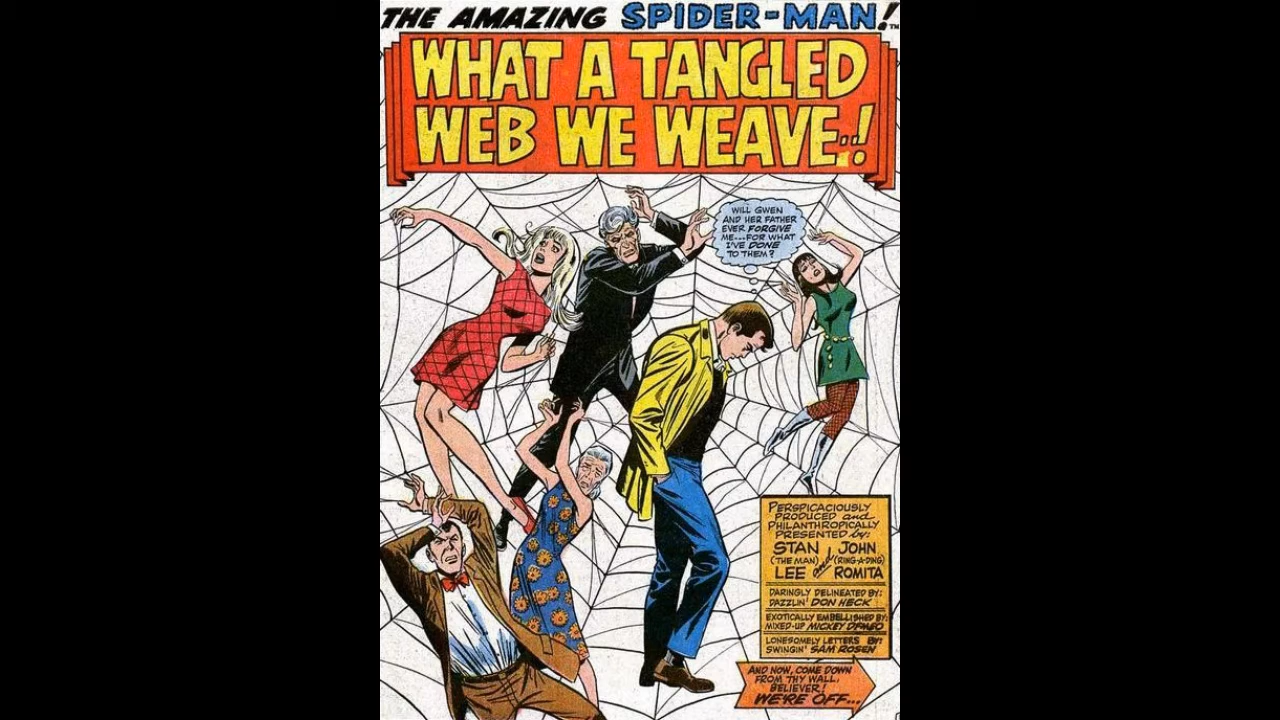 THE AMAZING SPIDER-MAN!™
WHAT A TANGLED
WEB WE WEAVE..!
WILL GWEN
AND HER FATHER
EVER FORGIVE
ME---FOR WHAT
I'VE DONE
TO THEM?
PERSPICACIOUSLY
PRODUCED and
PHILANTHROPICALLY
PRESENTED by:
STAN and JOHN
(THE MAN) (RING-A-DING)
LEE ROMITA
DARINGLY DELINEATED BY:
DAZZLIN' DON HECK
EXOTICALLY EMBELLISHED BY:
MIXED-UP MICKEY DEMEO
LONESOMELY LETTERS BY:
SWINGIN' SAM ROSEN
AND NOW, COME DOWN
FROM THY WALL,
BELIEVER!
WE'RE OFF...